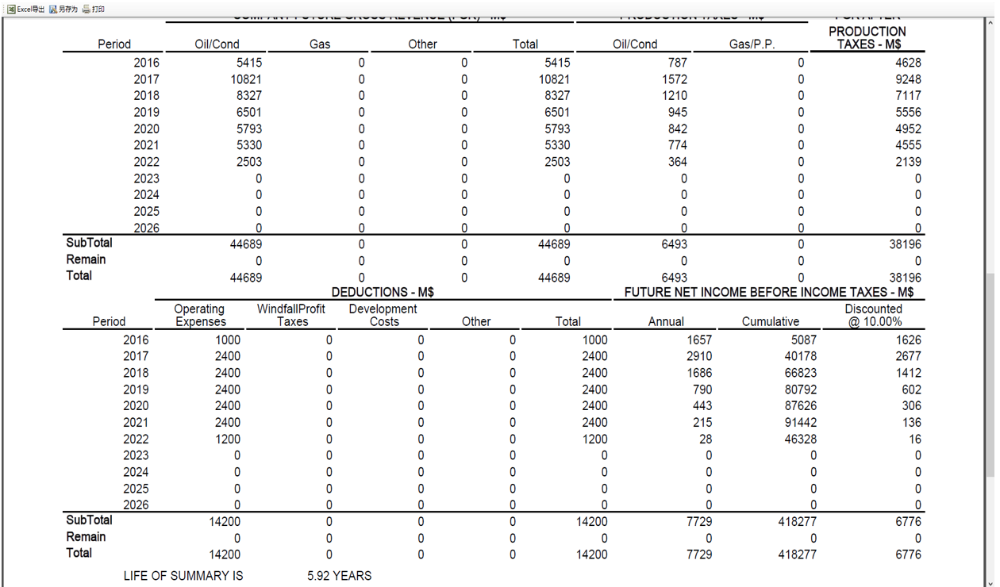 Excel导出 另存为 打印
COMPANY FUTURE GROSS REVENUE (FGR) - M$ PRODUCTION TAXES - M$ FGR AFTER
PRODUCTION
Period Oil/Cond Gas Other Total Oil/Cond Gas/P.P. TAXES - M$
2016 5415 0 0 5415 787 0 4628
2017 10821 0 0 10821 1572 0 9248
2018 8327 0 0 8327 1210 0 7117
2019 6501 0 0 6501 945 0 5556
2020 5793 0 0 5793 842 0 4952
2021 5330 0 0 5330 774 0 4555
2022 2503 0 0 2503 364 0 2139
2023 0 0 0 0 0 0 0
2024 0 0 0 0 0 0 0
2025 0 0 0 0 0 0 0
2026 0 0 0 0 0 0 0
SubTotal 44689 0 0 44689 6493 0 38196
Remain 0 0 0 0 0 0 0
Total 44689 0 0 44689 6493 0 38196
DEDUCTIONS - M$ FUTURE NET INCOME BEFORE INCOME TAXES - M$
Operating WindfallProfit Development Discounted
Period Expenses Taxes Costs Other Total Annual Cumulative @ 10.00%
2016 1000 0 0 0 1000 1657 5087 1626
2017 2400 0 0 0 2400 2910 40178 2677
2018 2400 0 0 0 2400 1686 66823 1412
2019 2400 0 0 0 2400 790 80792 602
2020 2400 0 0 0 2400 443 87626 306
2021 2400 0 0 0 2400 215 91442 136
2022 1200 0 0 0 1200 28 46328 16
2023 0 0 0 0 0 0 0 0
2024 0 0 0 0 0 0 0 0
2025 0 0 0 0 0 0 0 0
2026 0 0 0 0 0 0 0 0
SubTotal 14200 0 0 0 14200 7729 418277 6776
Remain 0 0 0 0 0 0 0 0
Total 14200 0 0 0 14200 7729 418277 6776
LIFE OF SUMMARY IS 5.92 YEARS